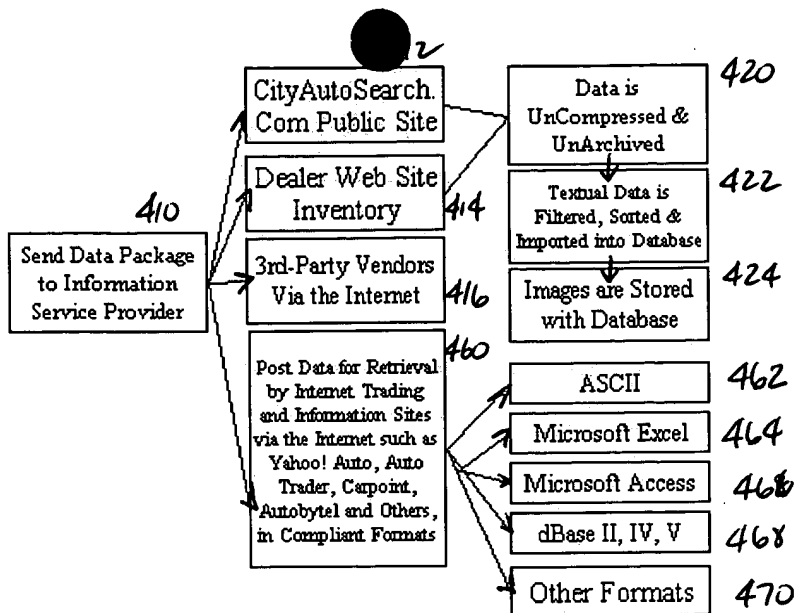 2
CityAutoSearch.
Com Public Site
420
Data is
UnCompressed &
UnArchived
410
Dealer Web Site
Inventory
414
422
Textual Data is
Filtered, Sorted &
Imported into Database
Send Data Package
to Information
Service Provider
3rd-Party Vendors
Via the Internet
416
424
Images are Stored
with Database
460
Post Data for Retrieval
by Internet Trading
and Information Sites
via the Internet such as
Yahoo! Auto, Auto
Trader, Carpoint,
Autobytel and Others,
in Compliant Formats
ASCII
462
Microsoft Excel
464
Microsoft Access
dBase II, IV, V
468
Other Formats
470